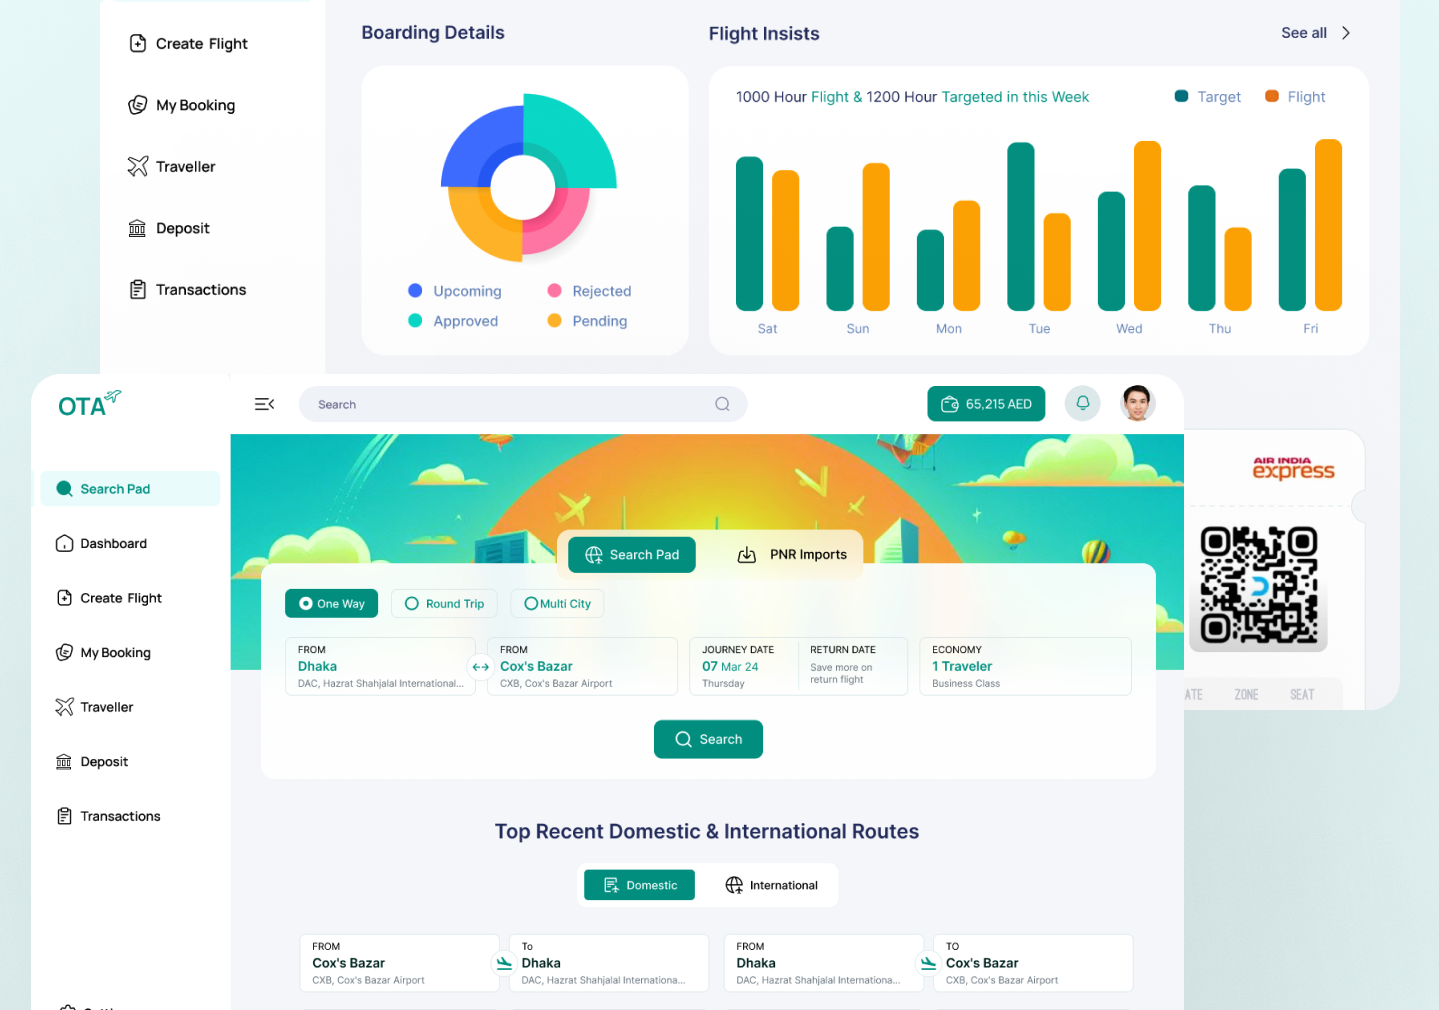 Create Flight
My Booking
Traveller
Deposit
Transactions
Boarding Details
Upcoming
Rejected
Approved
Pending
Flight Insists
See all
1000 Hour Flight & 1200 Hour Targeted in this Week
Target
Flight
Sat
Sun
Mon
Tue
Wed
Thu
Fri
OTA
Search
65,215 AED
Search Pad
Dashboard
Create Flight
My Booking
Traveller
Deposit
Transactions
Search Pad
PNR Imports
One Way
Round Trip
Multi City
FROM
Dhaka
DAC, Hazrat Shahjalal International...
FROM
Cox's Bazar
CXB, Cox's Bazar Airport
JOURNEY DATE
07 Mar 24
Thursday
RETURN DATE
Save more on
return flight
ECONOMY
1 Traveler
Business Class
Search
Top Recent Domestic & International Routes
Domestic
International
FROM
Cox's Bazar
CXB, Cox's Bazar Airport
To
Dhaka
DAC, Hazrat Shahjalal Internationa...
FROM
Dhaka
DAC, Hazrat Shahjalal Internationa...
TO
Cox's Bazar
CXB, Cox's Bazar Airport
AIR INDIA
express
ATE
ZONE
SEAT